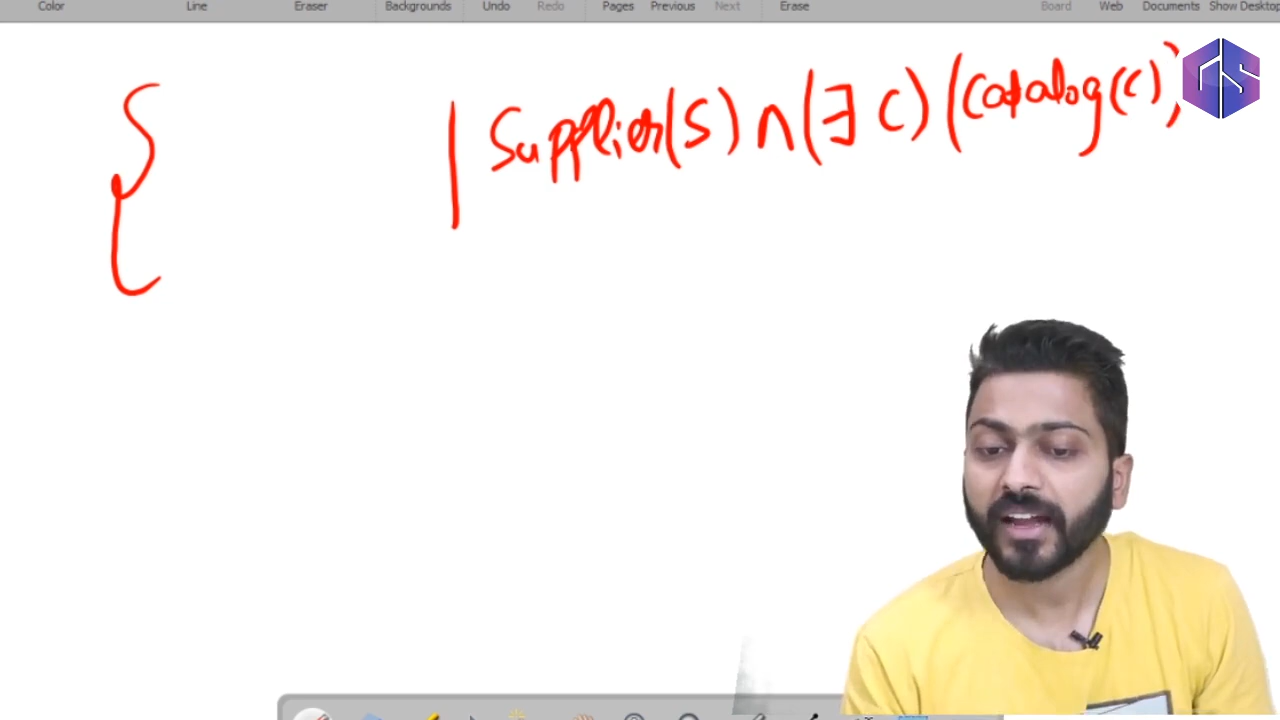 Color Line Eraser Backgrounds Undo Redo Pages Previous Next Erase Board Web Documents Show Desktop
{ | Supplier(S) ∧ (∃ C) (Catalog(C)